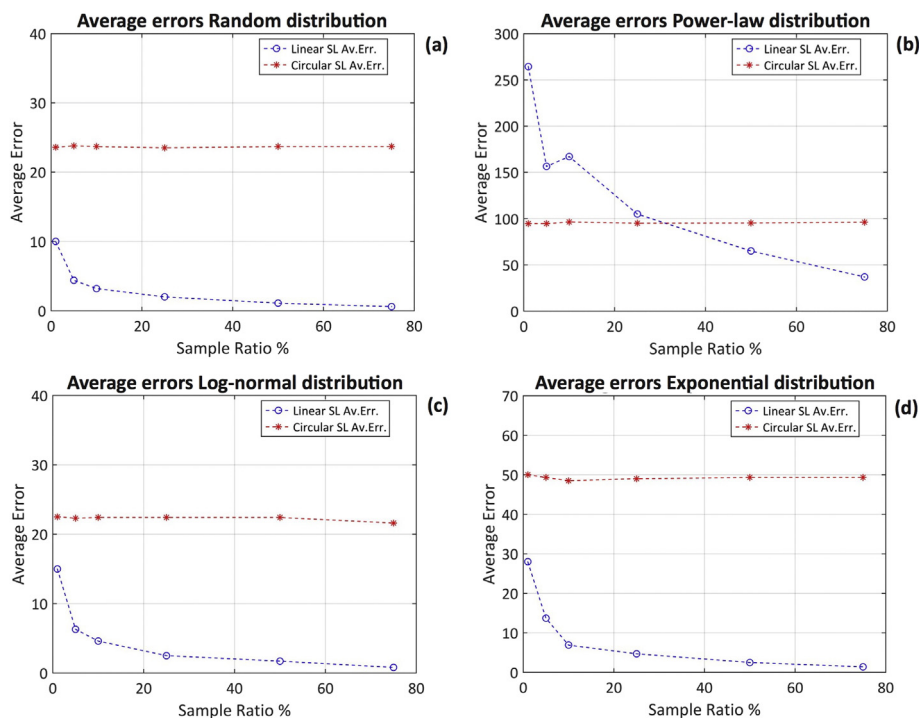 Average errors Random distribution
(a)
Linear SL Av.Err.
Circular SL Av.Err.
40
30
20
10
0
Average Error
0 20 40 60 80
Sample Ratio %
Average errors Power-law distribution
(b)
Linear SL Av.Err.
Circular SL Av.Err.
300
250
200
150
100
50
0
Average Error
0 20 40 60 80
Sample Ratio %
Average errors Log-normal distribution
(c)
Linear SL Av.Err.
Circular SL Av.Err.
40
30
20
10
0
Average Error
0 20 40 60 80
Sample Ratio %
Average errors Exponential distribution
(d)
Linear SL Av.Err.
Circular SL Av.Err.
70
60
50
40
30
20
10
0
Average Error
0 20 40 60 80
Sample Ratio %